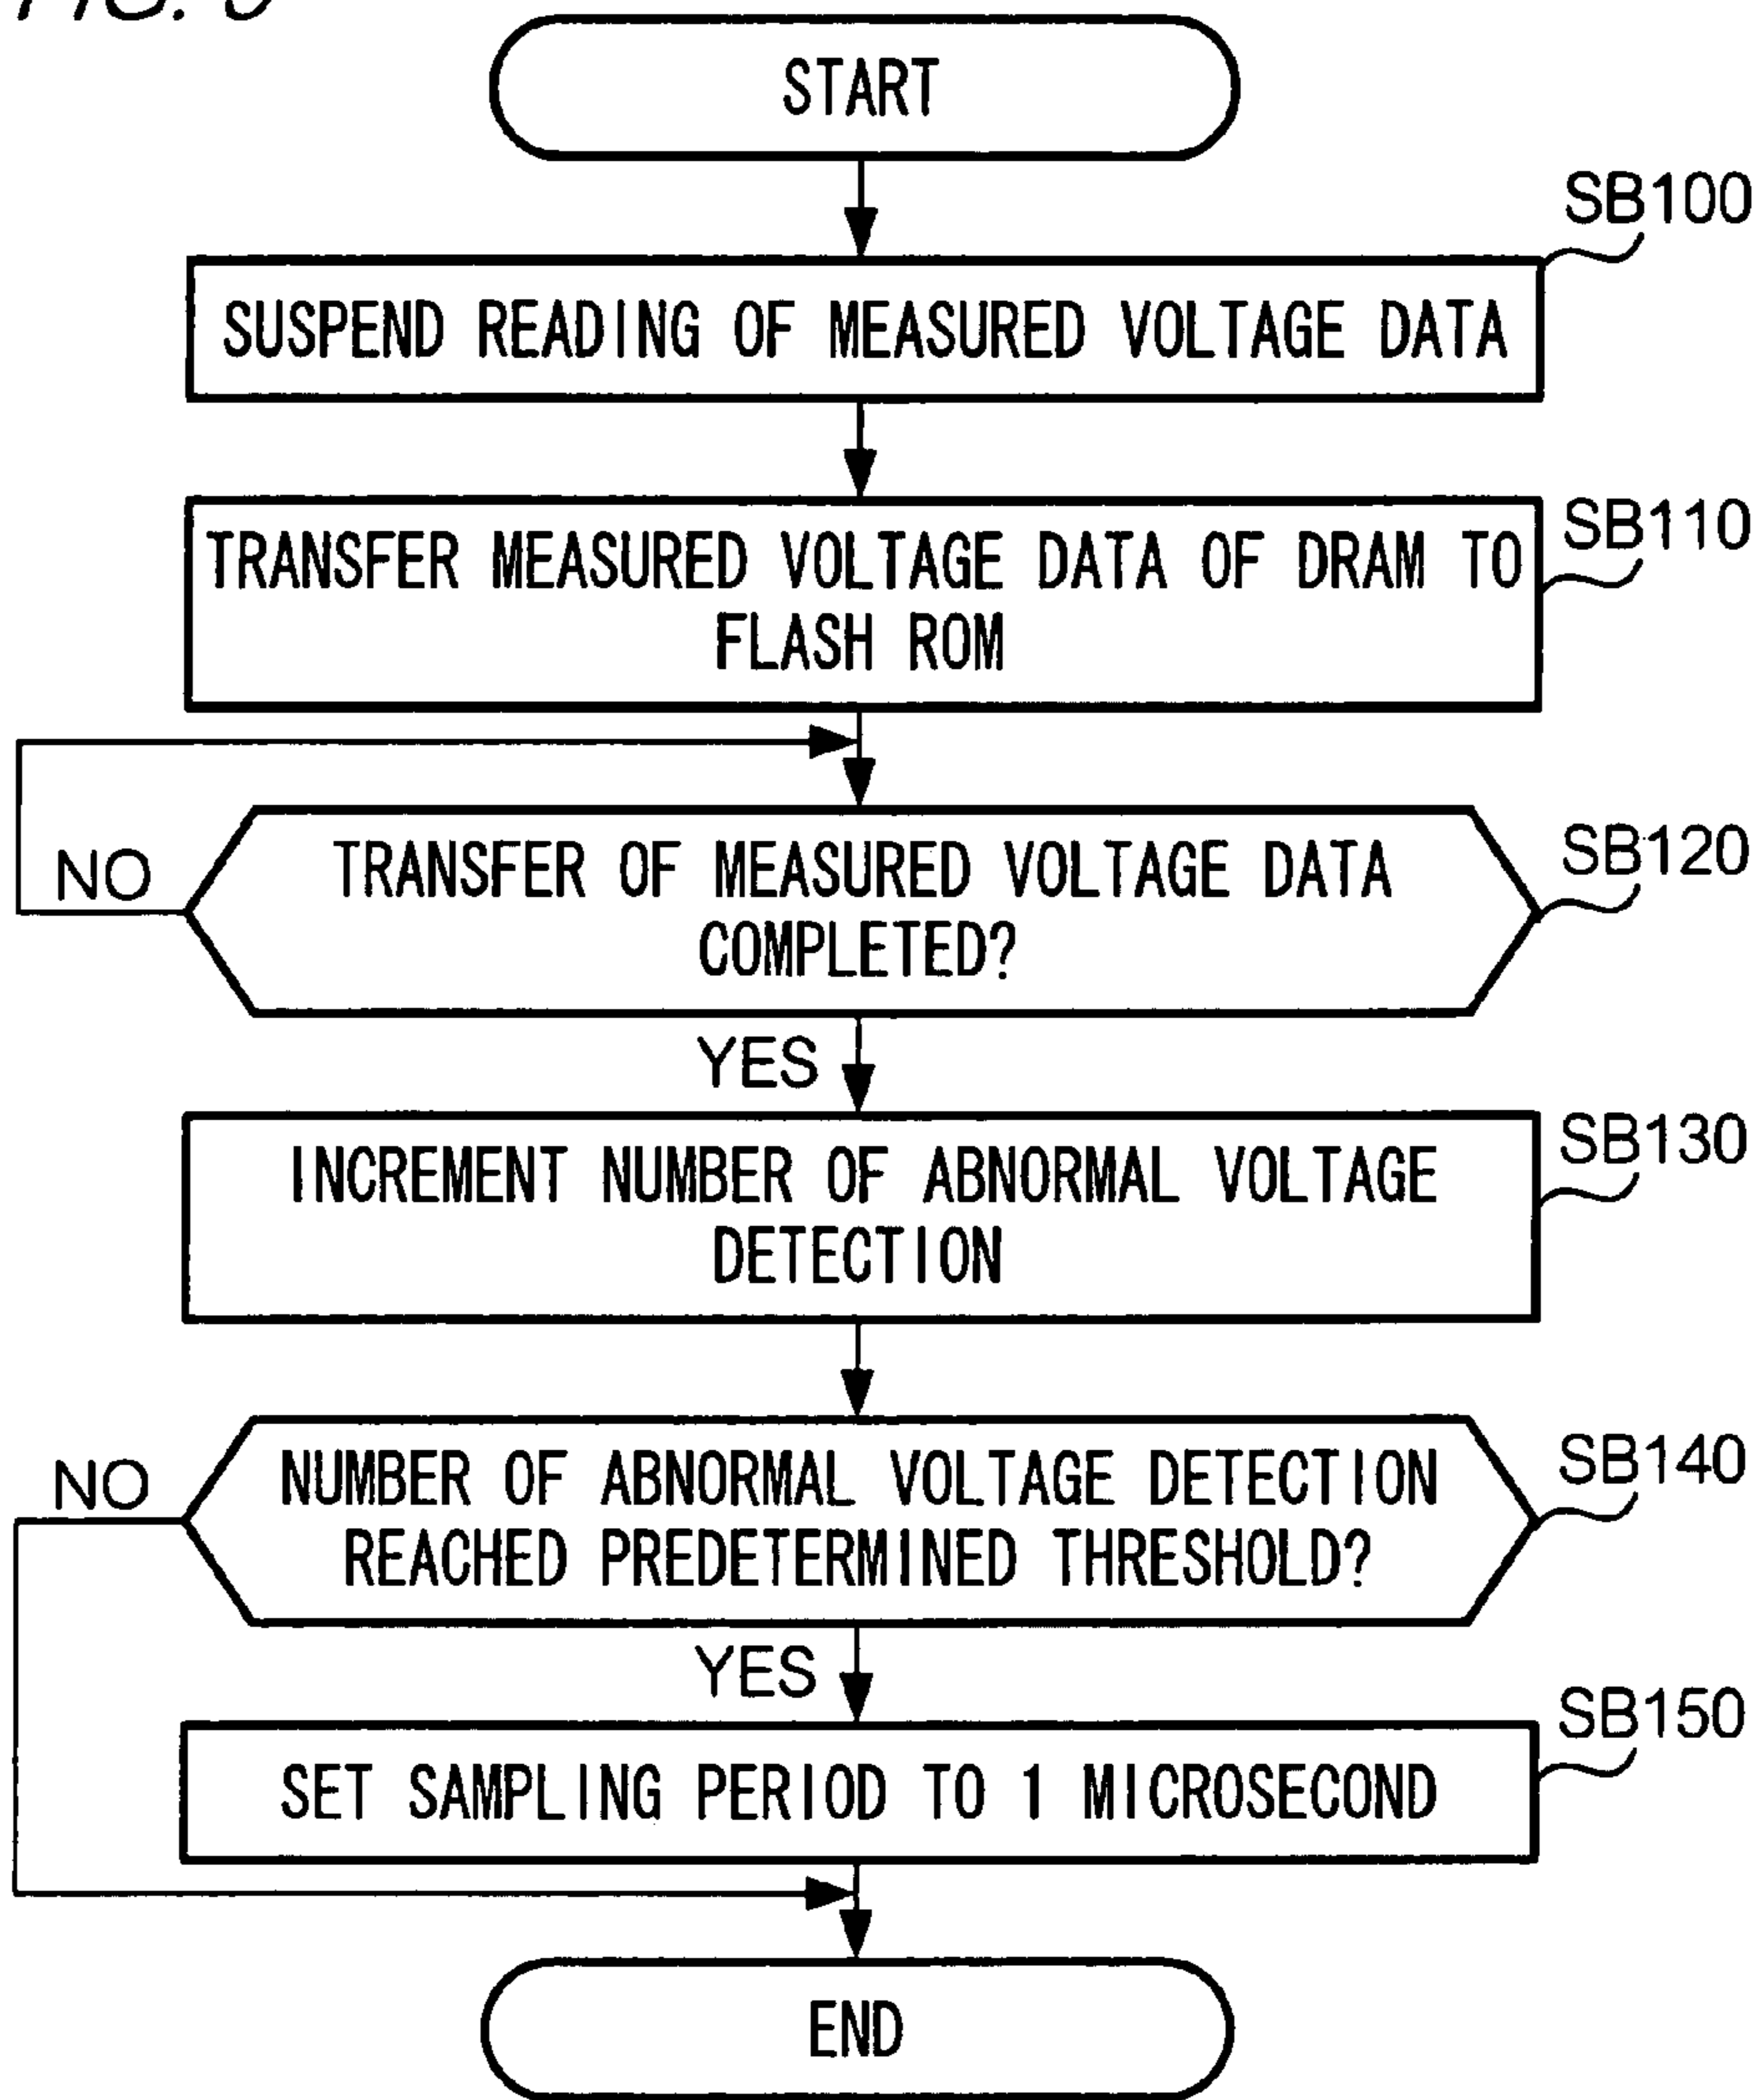 START
SB100
SUSPEND READING OF MEASURED VOLTAGE DATA
SB110
TRANSFER MEASURED VOLTAGE DATA OF DRAM TO
FLASH ROM
SB120
NO
TRANSFER OF MEASURED VOLTAGE DATA
COMPLETED?
YES
SB130
INCREMENT NUMBER OF ABNORMAL VOLTAGE
DETECTION
SB140
NO
NUMBER OF ABNORMAL VOLTAGE DETECTION
REACHED PREDETERMINED THRESHOLD?
YES
SB150
SET SAMPLING PERIOD TO 1 MICROSECOND
END